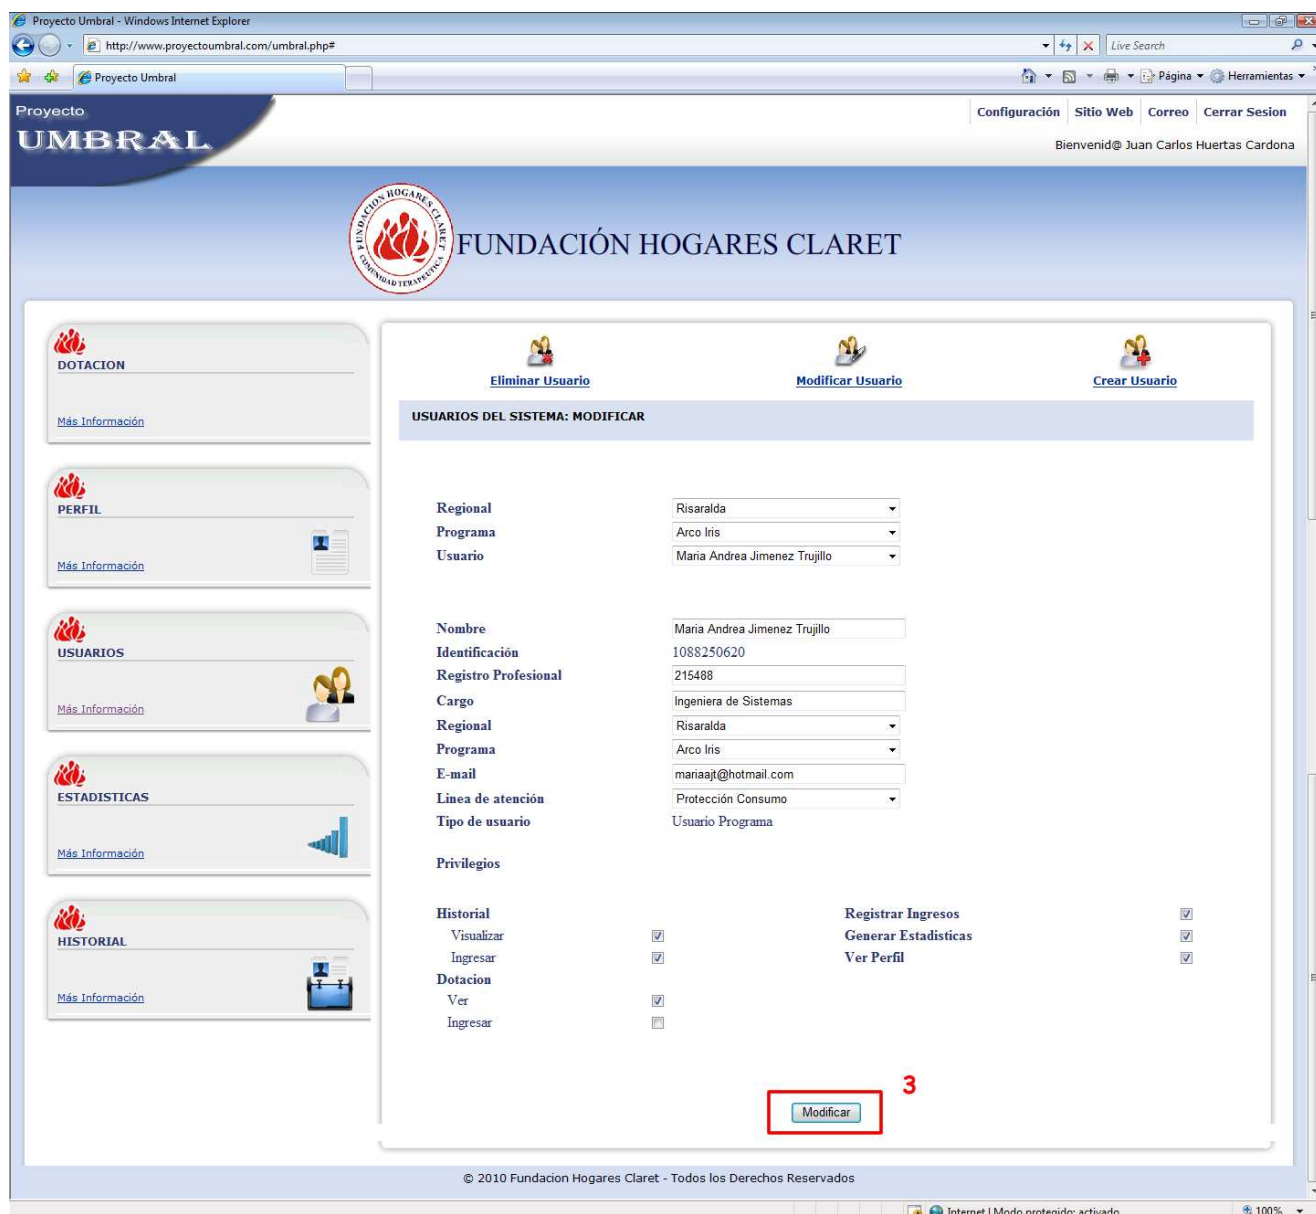 Proyecto Umbral - Windows Internet Explorer
http://www.proyectoumbral.com/umbral.php#
Live Search
Proyecto Umbral
Página
Herramientas
Proyecto
UMBRAL
Configuración Sitio Web Correo Cerrar Sesion
Bienvenid@ Juan Carlos Huertas Cardona
FUNDACION HOGARES CLARET
COMUNIDAD TERAPEUTICA
FUNDACIÓN HOGARES CLARET
DOTACION
Más Información
PERFIL
Más Información
USUARIOS
Más Información
ESTADISTICAS
Más Información
HISTORIAL
Más Información
Eliminar Usuario
Modificar Usuario
Crear Usuario
USUARIOS DEL SISTEMA: MODIFICAR
Regional Risaralda
Programa Arco Iris
Usuario Maria Andrea Jimenez Trujillo
Nombre Maria Andrea Jimenez Trujillo
Identificación 1088250620
Registro Profesional 215488
Cargo Ingeniera de Sistemas
Regional Risaralda
Programa Arco Iris
E-mail mariaajt@hotmail.com
Linea de atención Protección Consumo
Tipo de usuario Usuario Programa
Privilegios
Historial Registrar Ingresos
Visualizar Generar Estadisticas
Ingresar Ver Perfil
Dotacion
Ver
Ingresar
3
Modificar
© 2010 Fundacion Hogares Claret - Todos los Derechos Reservados
Internet | Modo protegido: activado
100%